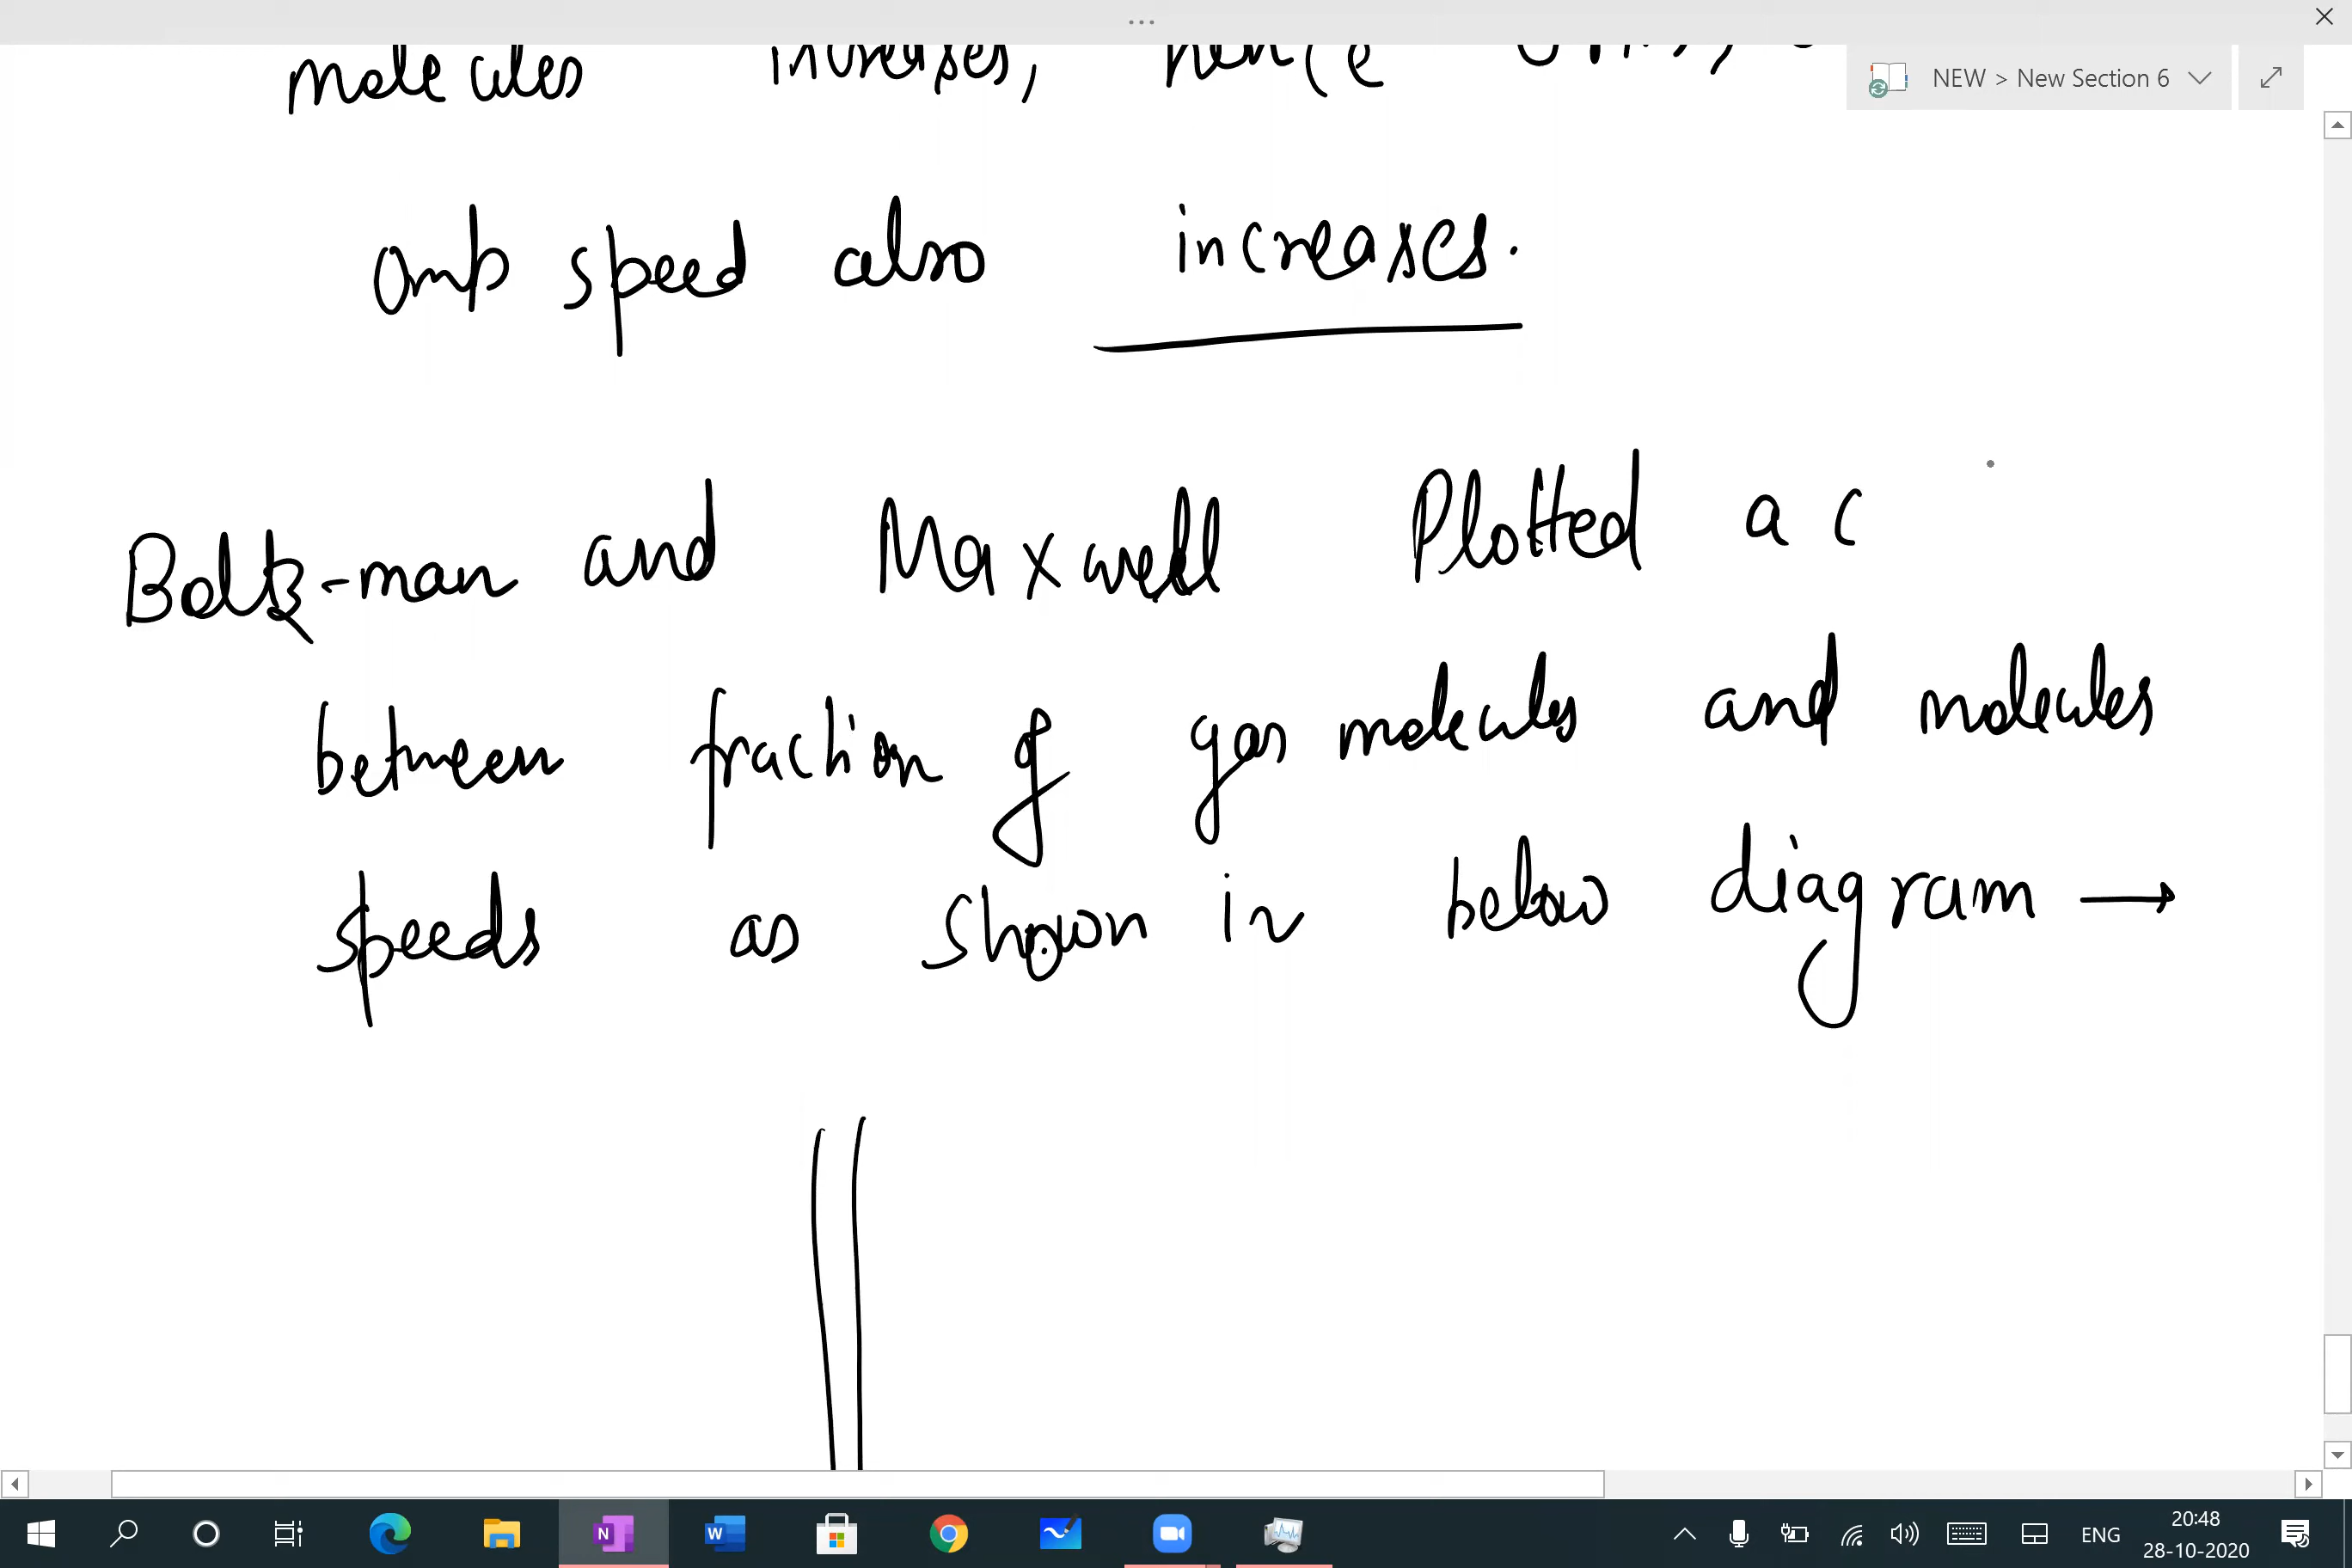 NEW > New Section 6
molecules increases, hence
speed also increases.
Boltz-man and Maxwell Plotted a c
between fraction of gas molecules and molecules
speeds as shown in below diagram →
ENG
20:48
28-10-2020